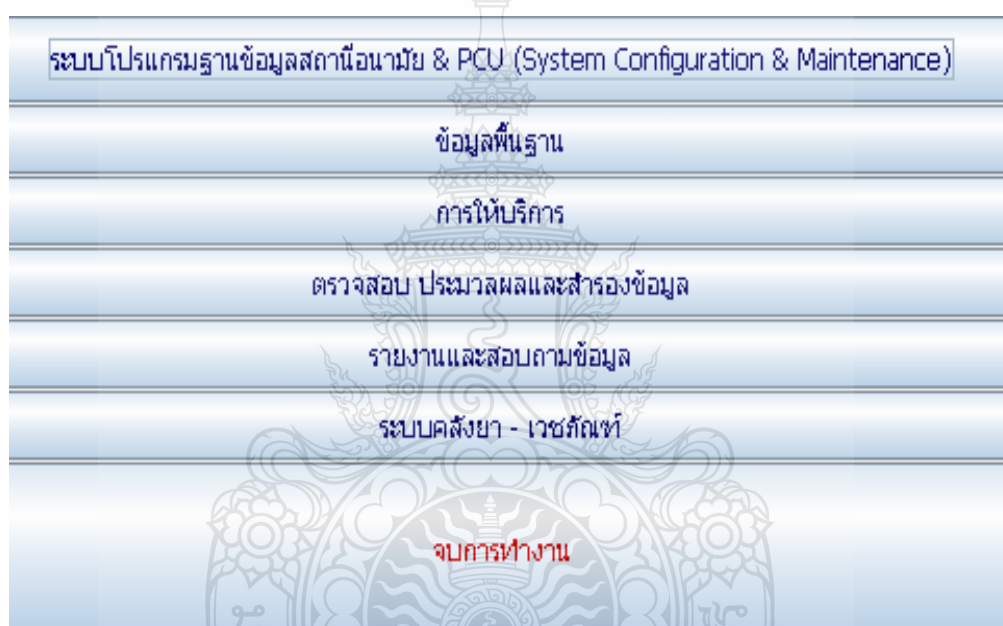 ระบบโปรแกรมฐานข้อมูลสถานีอนามัย & PCU (System Configuration & Maintenance)
ข้อมูลพื้นฐาน
การให้บริการ
ตรวจสอบ ประมวลผลและสำรองข้อมูล
รายงานและสอบถามข้อมูล
ระบบคลังยา - เวชภัณฑ์
จบการทำงาน